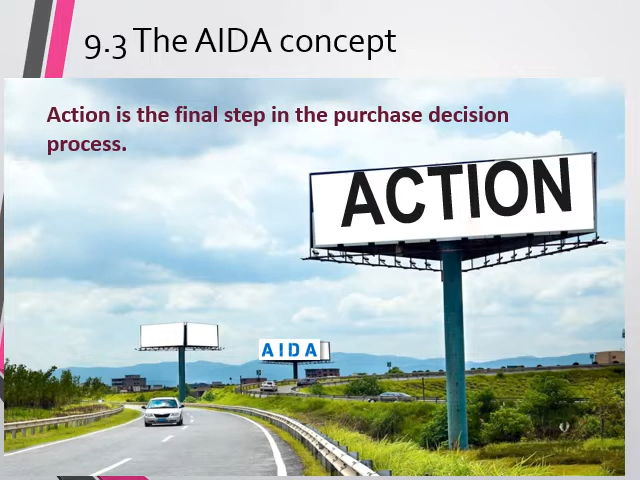 9.3 The AIDA concept
Action is the final step in the purchase decision
process.
ACTION
AIDA